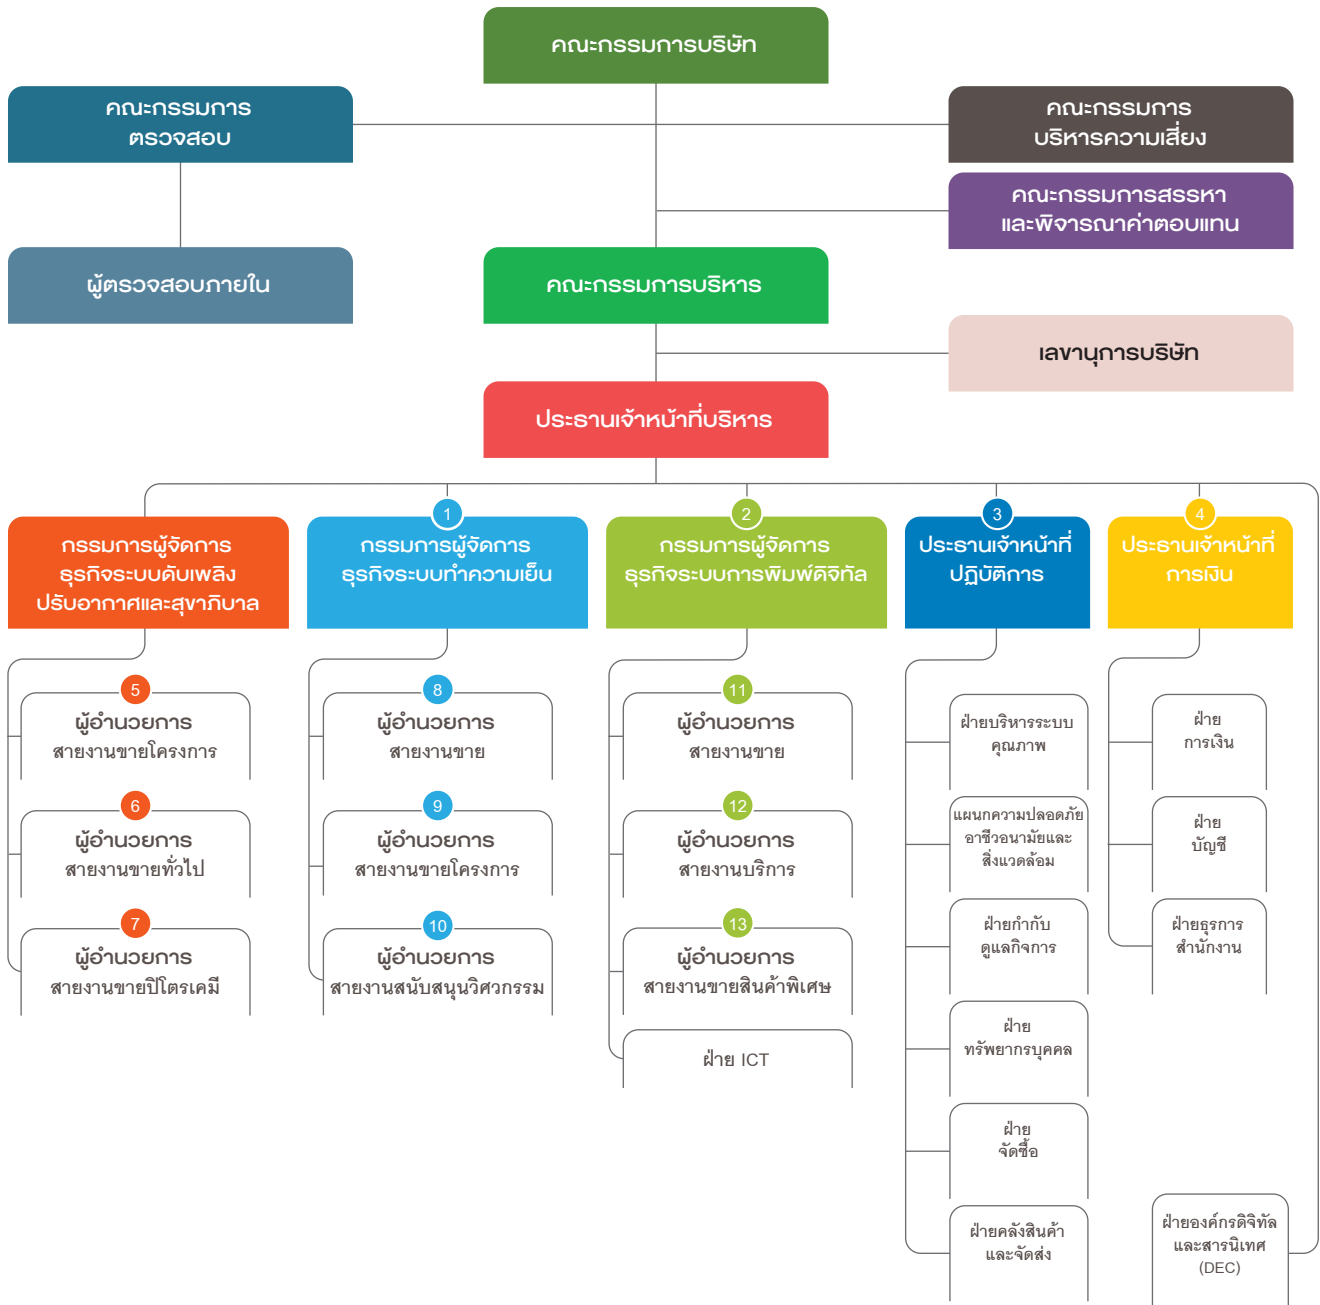 คณะกรรมการบริษัท
คณะกรรมการ
ตรวจสอบ
คณะกรรมการ
บริหารความเสี่ยง
คณะกรรมการสรรหา
และพิจารณาค่าตอบแทน
ผู้ตรวจสอบภายใน
คณะกรรมการบริหาร
เลขานุการบริษัท
ประธานเจ้าหน้าที่บริหาร
กรรมการผู้จัดการ
ธุรกิจระบบดับเพลิง
ปรับอากาศและสุขาภิบาล
1
กรรมการผู้จัดการ
ธุรกิจระบบทำความเย็น
2
กรรมการผู้จัดการ
ธุรกิจระบบการพิมพ์ดิจิทัล
3
ประธานเจ้าหน้าที่
ปฏิบัติการ
4
ประธานเจ้าหน้าที่
การเงิน
5
ผู้อำนวยการ
สายงานขายโครงการ
6
ผู้อำนวยการ
สายงานขายทั่วไป
7
ผู้อำนวยการ
สายงานขายปิโตรเคมี
8
ผู้อำนวยการ
สายงานขาย
9
ผู้อำนวยการ
สายงานขายโครงการ
10
ผู้อำนวยการ
สายงานสนับสนุนวิศวกรรม
11
ผู้อำนวยการ
สายงานขาย
12
ผู้อำนวยการ
สายงานบริการ
13
ผู้อำนวยการ
สายงานขายสินค้าพิเศษ
ฝ่าย ICT
ฝ่ายบริหารระบบ
คุณภาพ
แผนกความปลอดภัย
อาชีวอนามัยและ
สิ่งแวดล้อม
ฝ่ายกำกับ
ดูแลกิจการ
ฝ่าย
ทรัพยากรบุคคล
ฝ่าย
จัดซื้อ
ฝ่ายคลังสินค้า
และจัดส่ง
ฝ่าย
การเงิน
ฝ่าย
บัญชี
ฝ่ายธุรการ
สำนักงาน
ฝ่ายองค์กรดิจิทัล
และสารนิเทศ
(DEC)